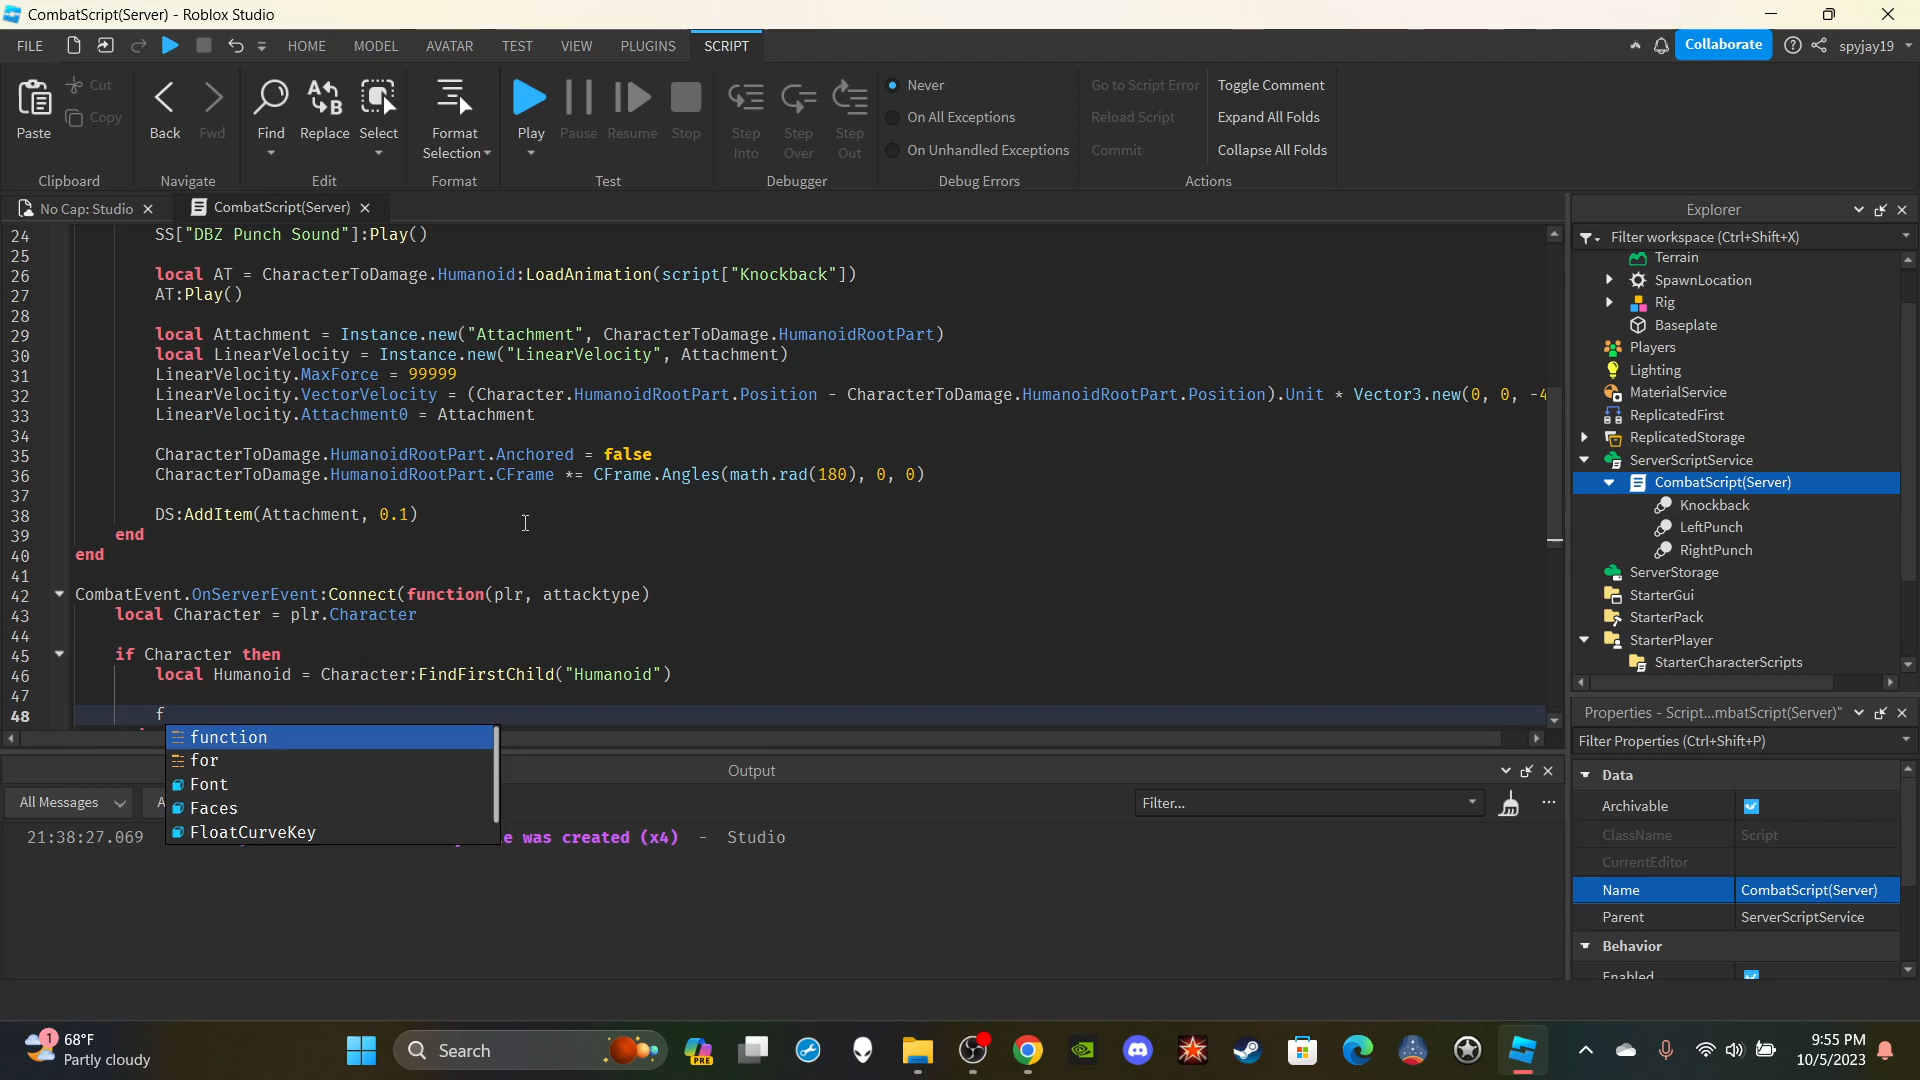 CombatScript(Server) - Roblox Studio
FILE HOME MODEL AVATAR TEST VIEW PLUGINS SCRIPT Collaborate spyjay19
Paste Cut Copy Back Fwd Find Replace Select Format Selection Play Pause Resume Stop Step Into Step Over Step Out
Never
On All Exceptions
On Unhandled Exceptions
Go to Script Error
Reload Script
Commit
Toggle Comment
Expand All Folds
Collapse All Folds
Clipboard Navigate Edit Format Test Debugger Debug Errors Actions
No Cap: Studio CombatScript(Server)
24 SS["DBZ Punch Sound"]:Play()
25
26 local AT = CharacterToDamage.Humanoid:LoadAnimation(script["Knockback"])
27 AT:Play()
28
29 local Attachment = Instance.new("Attachment", CharacterToDamage.HumanoidRootPart)
30 local LinearVelocity = Instance.new("LinearVelocity", Attachment)
31 LinearVelocity.MaxForce = 99999
32 LinearVelocity.VectorVelocity = (Character.HumanoidRootPart.Position - CharacterToDamage.HumanoidRootPart.Position).Unit * Vector3.new(0, 0, -4
33 LinearVelocity.Attachment0 = Attachment
34
35 CharacterToDamage.HumanoidRootPart.Anchored = false
36 CharacterToDamage.HumanoidRootPart.CFrame *= CFrame.Angles(math.rad(180), 0, 0)
37
38 DS:AddItem(Attachment, 0.1)
39 end
40 end
41
42 CombatEvent.OnServerEvent:Connect(function(plr, attacktype)
43 local Character = plr.Character
44
45 if Character then
46 local Humanoid = Character:FindFirstChild("Humanoid")
47
48 f
function
for
Font
Faces
FloatCurveKey
Output
All Messages
Filter...
21:38:27.069 e was created (x4) - Studio
Explorer
Filter workspace (Ctrl+Shift+X)
Terrain
SpawnLocation
Rig
Baseplate
Players
Lighting
MaterialService
ReplicatedFirst
ReplicatedStorage
ServerScriptService
CombatScript(Server)
Knockback
LeftPunch
RightPunch
ServerStorage
StarterGui
StarterPack
StarterPlayer
StarterCharacterScripts
Properties - Script...mbatScript(Server)"
Filter Properties (Ctrl+Shift+P)
Data
Archivable
ClassName Script
CurrentEditor
Name CombatScript(Server)
Parent ServerScriptService
Behavior
Enabled
1
68°F
Partly cloudy
Search
PRE
9:55 PM
10/5/2023